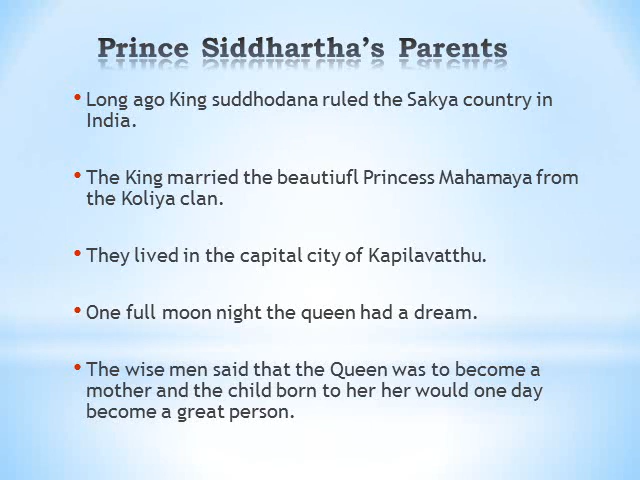 Prince Siddhartha's Parents
• Long ago King suddhodana ruled the Sakya country in
India.
• The King married the beautiufl Princess Mahamaya from
the Koliya clan.
• They lived in the capital city of Kapilavatthu.
• One full moon night the queen had a dream.
• The wise men said that the Queen was to become a
mother and the child born to her her would one day
become a great person.